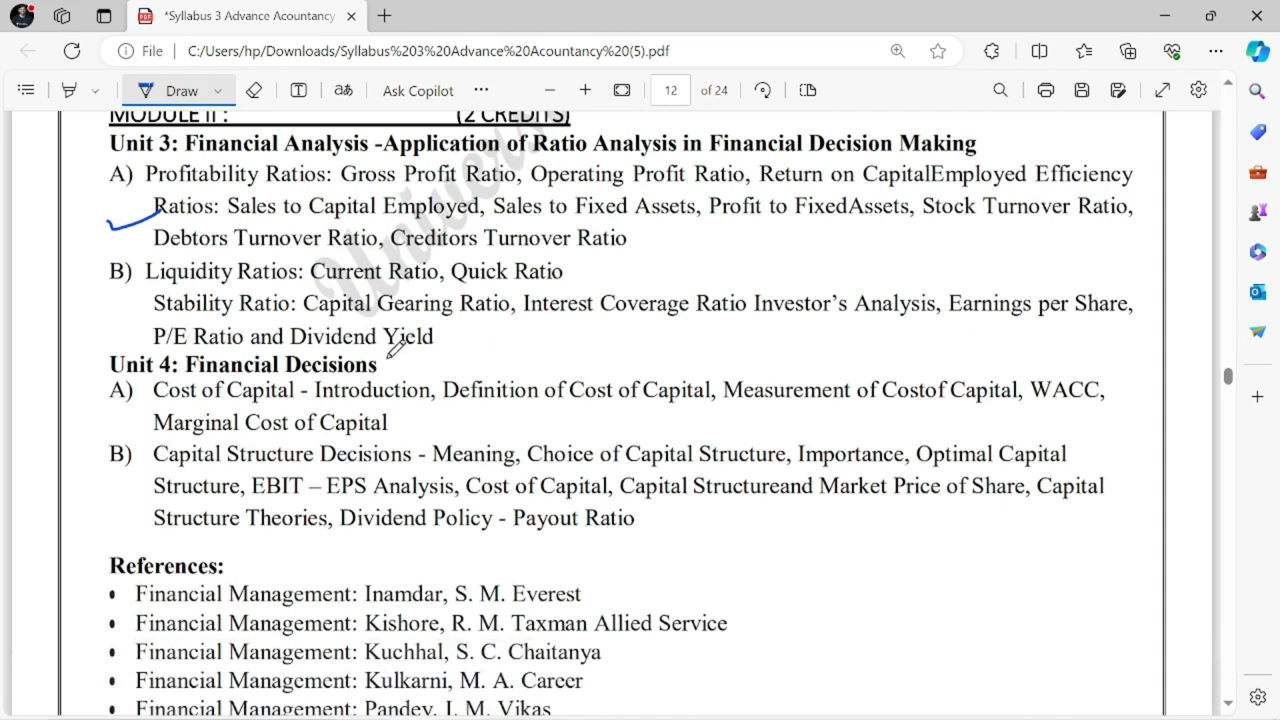 *Syllabus 3 Advance Acountancy
File C:/Users/hp/Downloads/Syllabus%203%20Advance%20Acountancy%20(5).pdf
Draw
Ask Copilot
12 of 24
MODULE II : (2 CREDITS)
Unit 3: Financial Analysis -Application of Ratio Analysis in Financial Decision Making
A) Profitability Ratios: Gross Profit Ratio, Operating Profit Ratio, Return on CapitalEmployed Efficiency
Ratios: Sales to Capital Employed, Sales to Fixed Assets, Profit to FixedAssets, Stock Turnover Ratio,
Debtors Turnover Ratio, Creditors Turnover Ratio
B) Liquidity Ratios: Current Ratio, Quick Ratio
Stability Ratio: Capital Gearing Ratio, Interest Coverage Ratio Investor's Analysis, Earnings per Share,
P/E Ratio and Dividend Yield
Unit 4: Financial Decisions
A) Cost of Capital - Introduction, Definition of Cost of Capital, Measurement of Costof Capital, WACC,
Marginal Cost of Capital
B) Capital Structure Decisions - Meaning, Choice of Capital Structure, Importance, Optimal Capital
Structure, EBIT – EPS Analysis, Cost of Capital, Capital Structureand Market Price of Share, Capital
Structure Theories, Dividend Policy - Payout Ratio
References:
• Financial Management: Inamdar, S. M. Everest
• Financial Management: Kishore, R. M. Taxman Allied Service
• Financial Management: Kuchhal, S. C. Chaitanya
• Financial Management: Kulkarni, M. A. Career
• Financial Management: Pandey, I. M. Vikas